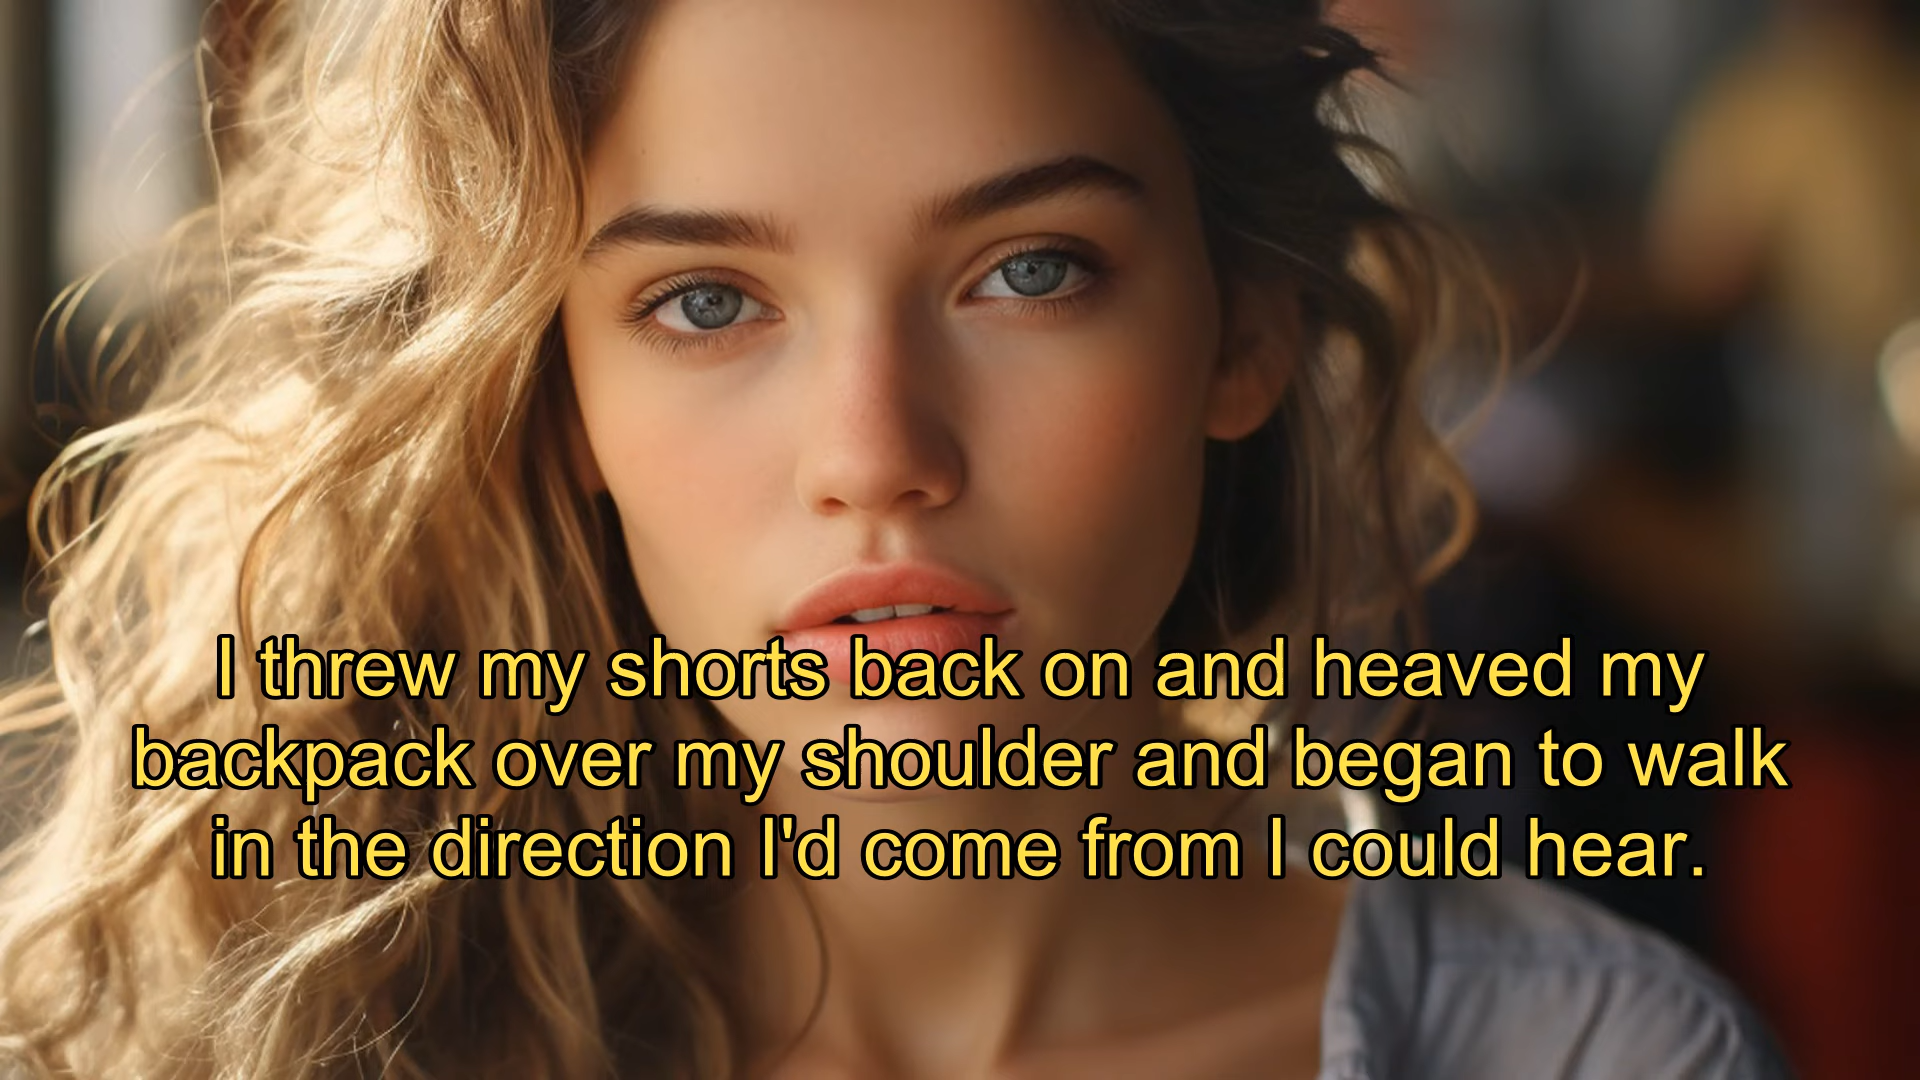 I threw my shorts back on and heaved my
backpack over my shoulder and began to walk
in the direction I'd come from I could hear.